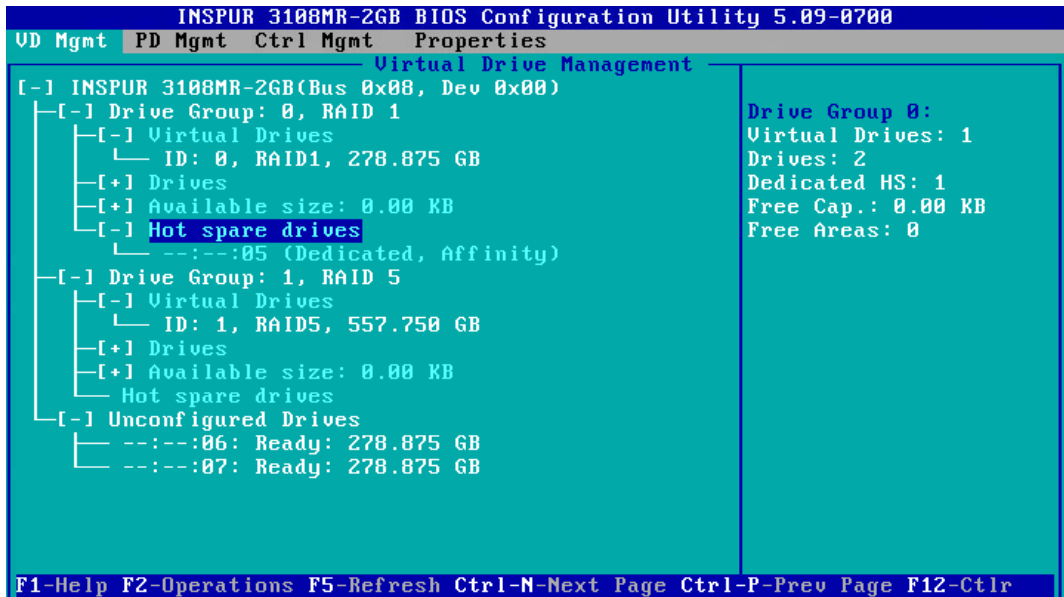 INSPUR 3108MR-2GB BIOS Configuration Utility 5.09-0700
VD Mgmt PD Mgmt Ctrl Mgmt Properties
Virtual Drive Management
[-] INSPUR 3108MR-2GB(Bus 0x08, Dev 0x00)
[-] Drive Group: 0, RAID 1
[-] Virtual Drives
ID: 0, RAID1, 278.875 GB
[+] Drives
[+] Available size: 0.00 KB
[-] Hot spare drives
--:--:05 (Dedicated, Affinity)
[-] Drive Group: 1, RAID 5
[-] Virtual Drives
ID: 1, RAID5, 557.750 GB
[+] Drives
[+] Available size: 0.00 KB
Hot spare drives
[-] Unconfigured Drives
--:--:06: Ready: 278.875 GB
--:--:07: Ready: 278.875 GB
Drive Group 0:
Virtual Drives: 1
Drives: 2
Dedicated HS: 1
Free Cap.: 0.00 KB
Free Areas: 0
F1-Help F2-Operations F5-Refresh Ctrl-N-Next Page Ctrl-P-Prev Page F12-Ctlr